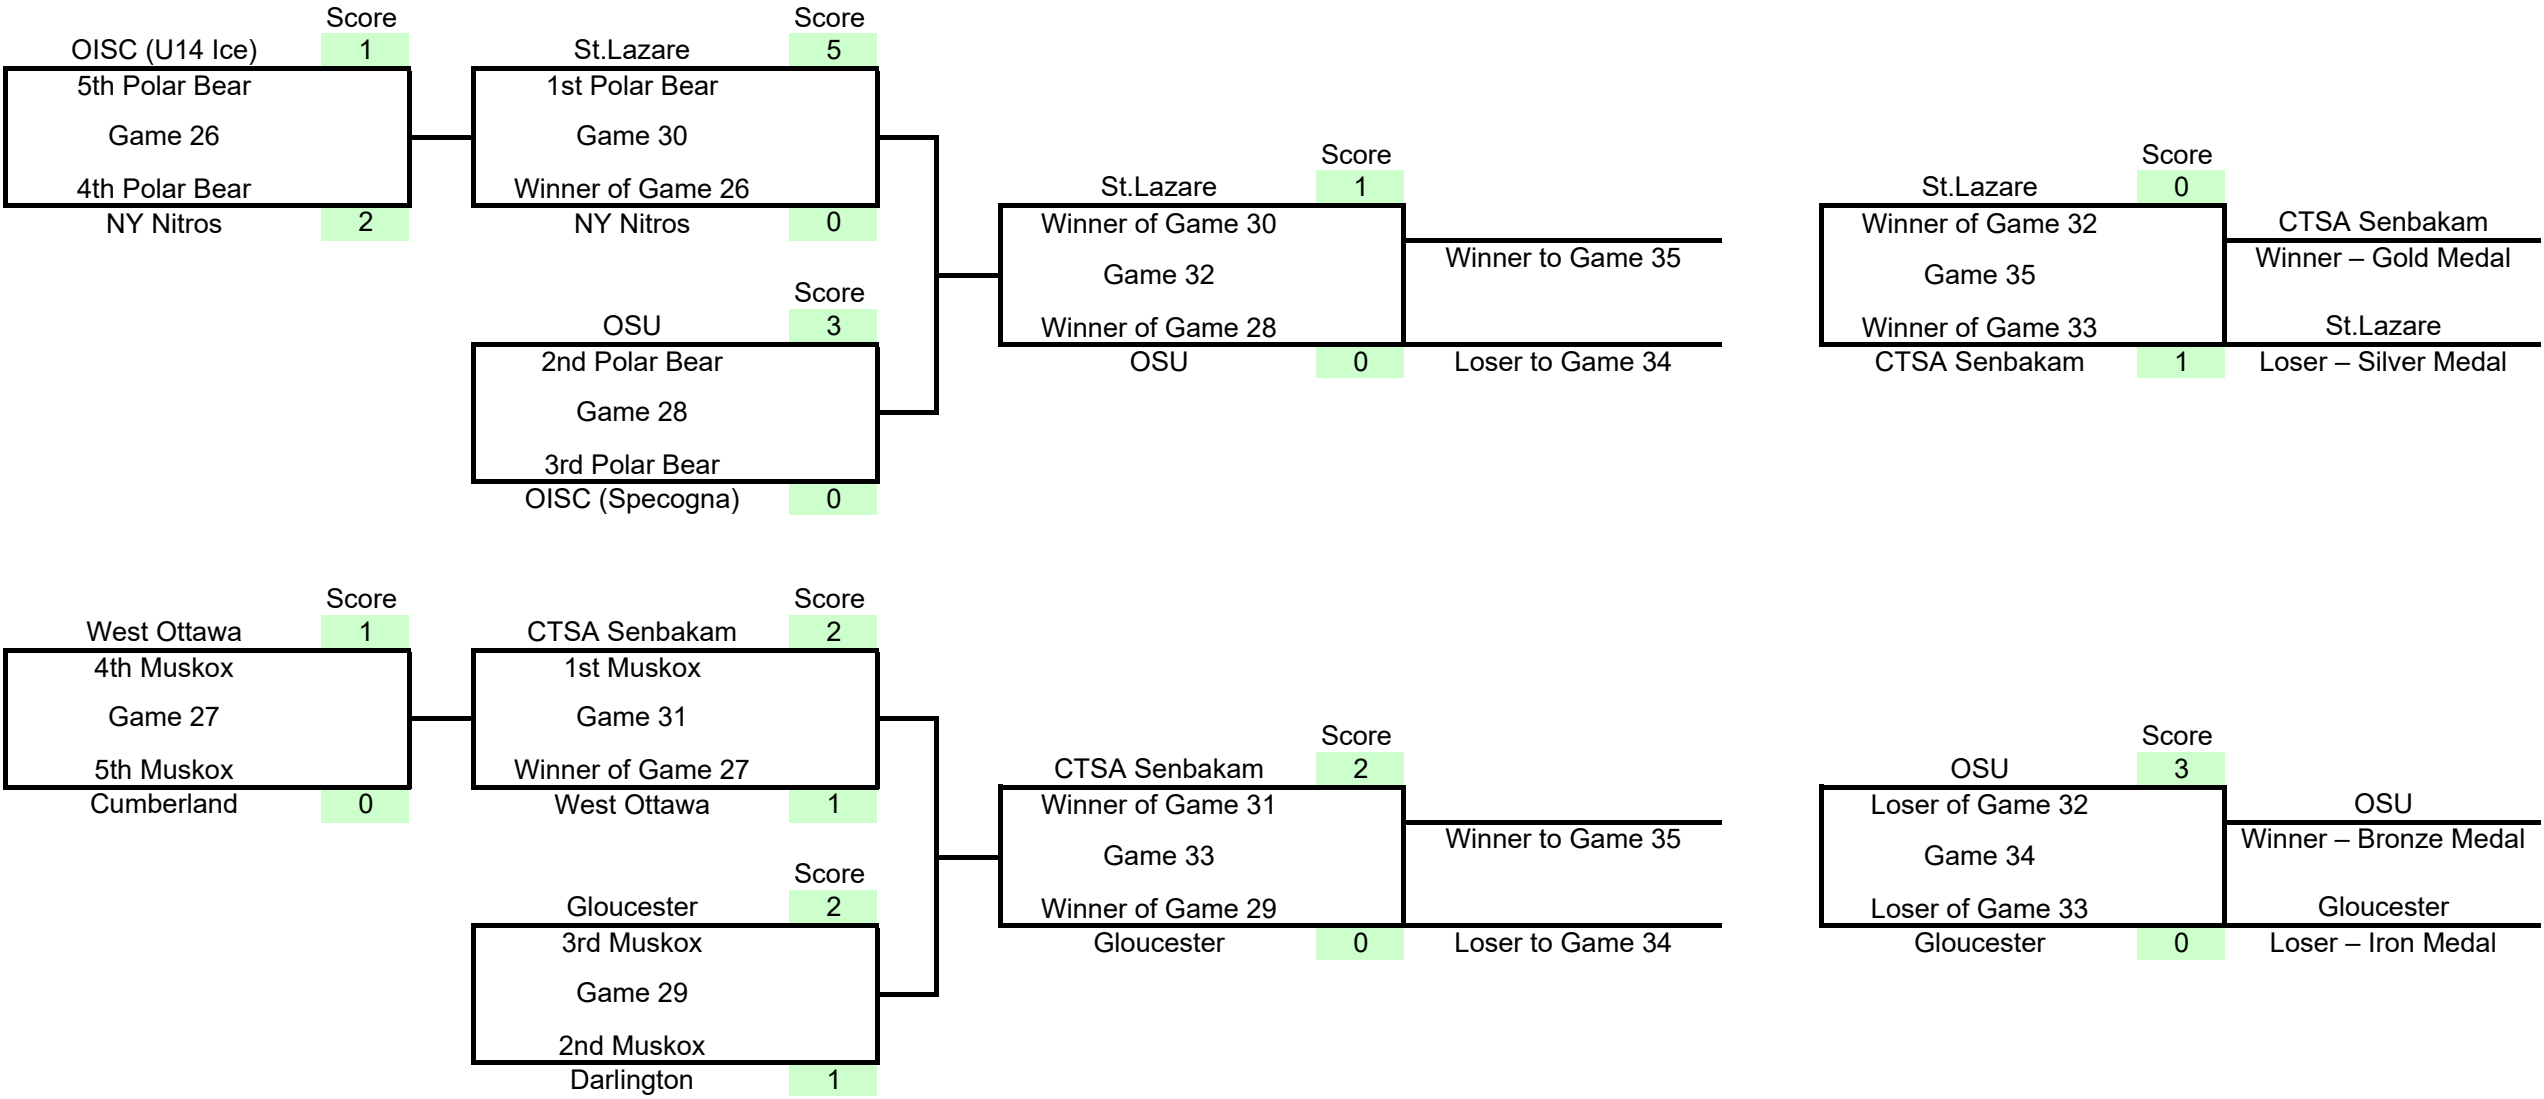 Score
OISC (U14 Ice) 1
5th Polar Bear
Game 26
4th Polar Bear
NY Nitros 2
Score
St.Lazare 5
1st Polar Bear
Game 30
Winner of Game 26
NY Nitros 0
Score
OSU 3
2nd Polar Bear
Game 28
3rd Polar Bear
OISC (Specogna) 0
Score
St.Lazare 1
Winner of Game 30
Game 32
Winner of Game 28
OSU 0
Winner to Game 35
Loser to Game 34
Score
St.Lazare 0
Winner of Game 32
Game 35
Winner of Game 33
CTSA Senbakam 1
CTSA Senbakam
Winner – Gold Medal
St.Lazare
Loser – Silver Medal
Score
West Ottawa 1
4th Muskox
Game 27
5th Muskox
Cumberland 0
Score
CTSA Senbakam 2
1st Muskox
Game 31
Winner of Game 27
West Ottawa 1
Score
Gloucester 2
3rd Muskox
Game 29
2nd Muskox
Darlington 1
Score
CTSA Senbakam 2
Winner of Game 31
Game 33
Winner of Game 29
Gloucester 0
Winner to Game 35
Loser to Game 34
Score
OSU 3
Loser of Game 32
Game 34
Loser of Game 33
Gloucester 0
OSU
Winner – Bronze Medal
Gloucester
Loser – Iron Medal